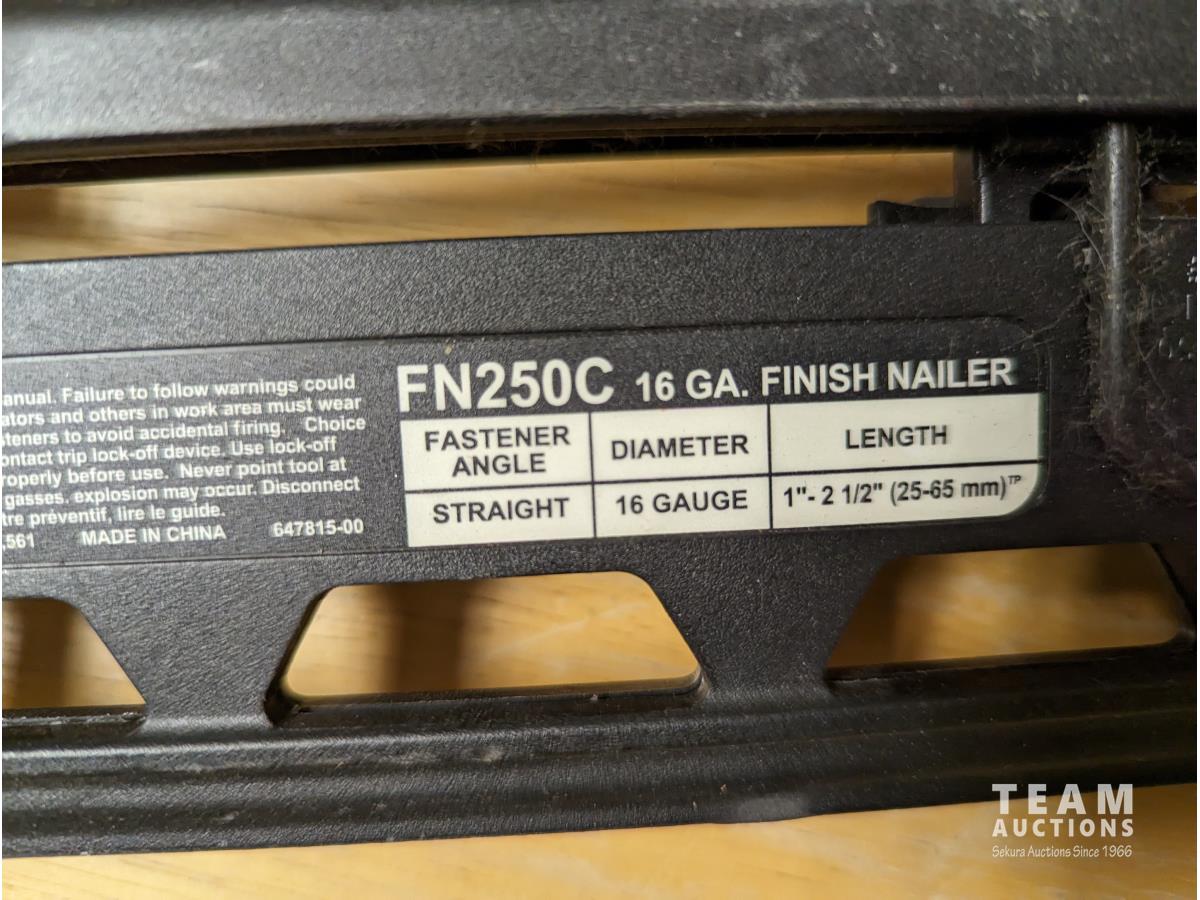 anual. Failure to follow warnings could
ators and others in work area must wear
steners to avoid accidental firing. Choice
ontact trip lock-off device. Use lock-off
roperly before use. Never point tool at
gasses, explosion may occur. Disconnect
tre préventif, lire le guide.
,561 MADE IN CHINA 647815-00
FN250C 16 GA. FINISH NAILER
FASTENER ANGLE DIAMETER LENGTH
STRAIGHT 16 GAUGE 1"- 2 1/2" (25-65 mm)TP
TEAM
AUCTIONS
Sekura Auctions Since 1966